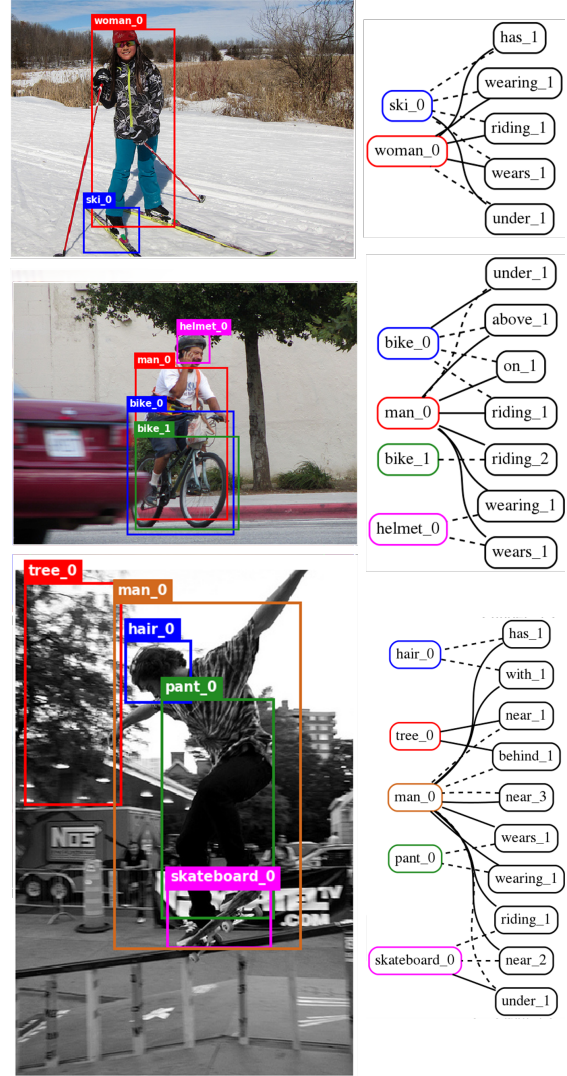 woman_0
ski_0
has_1
wearing_1
ski_0
riding_1
woman_0
wears_1
under_1
helmet_0
man_0
bike_0
bike_1
under_1
above_1
bike_0
on_1
man_0
riding_1
bike_1
riding_2
wearing_1
helmet_0
wears_1
tree_0
man_0
hair_0
pant_0
NOS
skateboard_0
TV
.COM
has_1
hair_0
with_1
near_1
tree_0
behind_1
man_0
near_3
wears_1
pant_0
wearing_1
riding_1
skateboard_0
near_2
under_1